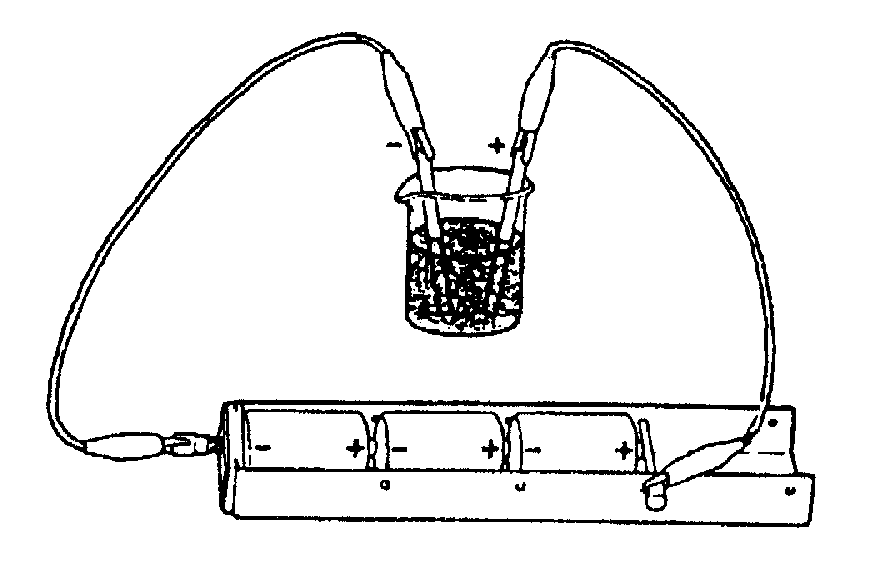 − +
− + − + − +